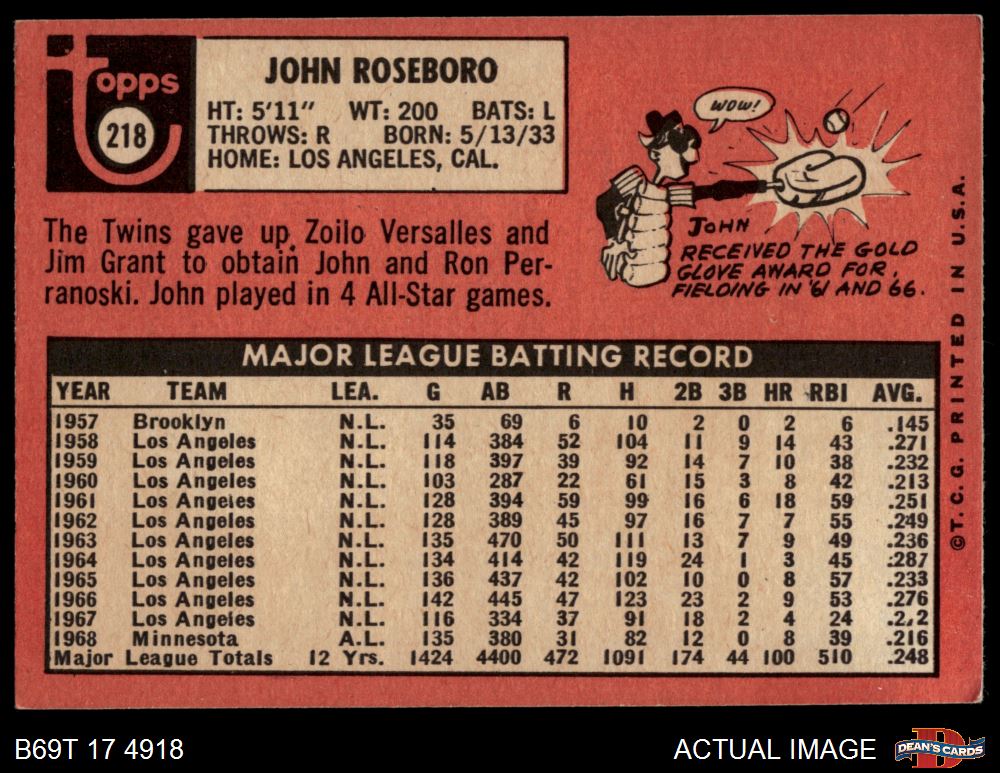 Topps
218
JOHN ROSEBORO
HT: 5'11" WT: 200 BATS: L
THROWS: R BORN: 5/13/33
HOME: LOS ANGELES, CAL.
WOW!
JOHN
RECEIVED THE GOLD
GLOVE AWARD FOR
FIELDING IN '61 AND 66.
The Twins gave up Zoilo Versalles and
Jim Grant to obtain John and Ron Per-
ranoski. John played in 4 All-Star games.
MAJOR LEAGUE BATTING RECORD
YEAR TEAM LEA. G AB R H 2B 3B HR RBI AVG.
1957 Brooklyn N.L. 35 69 6 10 2 0 2 6 .145
1958 Los Angeles N.L. 114 384 52 104 11 9 14 43 .271
1959 Los Angeles N.L. 118 397 39 92 14 7 10 38 .232
1960 Los Angeles N.L. 103 287 22 61 15 3 8 42 .213
1961 Los Angeles N.L. 128 394 59 99 16 6 18 59 .251
1962 Los Angeles N.L. 128 389 45 97 16 7 7 55 .249
1963 Los Angeles N.L. 135 470 50 111 13 7 9 49 .236
1964 Los Angeles N.L. 134 414 42 119 24 1 3 45 .287
1965 Los Angeles N.L. 136 437 42 102 10 0 8 57 .233
1966 Los Angeles N.L. 142 445 47 123 23 2 9 53 .276
1967 Los Angeles N.L. 116 334 37 91 18 2 4 24
1968 Minnesota A.L. 135 380 31 82 12 0 8 39 .216
Major League Totals 12 Yrs. 1424 4400 472 1091 174 44 100 510 .248
© T.C.G. PRINTED IN U.S.A.
B69T 17 4918
ACTUAL IMAGE
DEAN'S CARDS